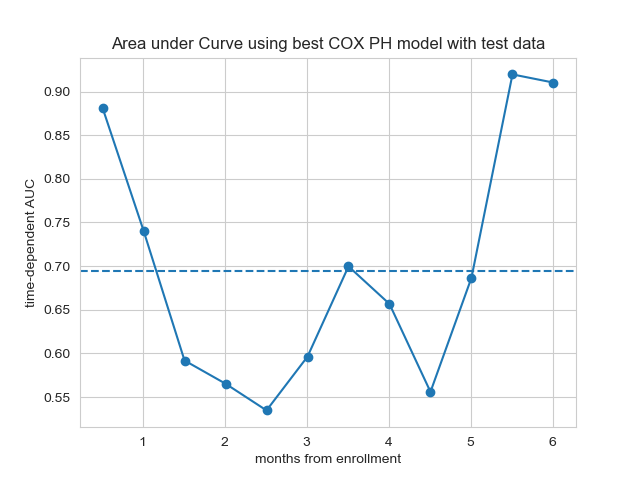 Area under Curve using best COX PH model with test data
time-dependent AUC
0.90
0.85
0.80
0.75
0.70
0.65
0.60
0.55
1 2 3 4 5 6
months from enrollment